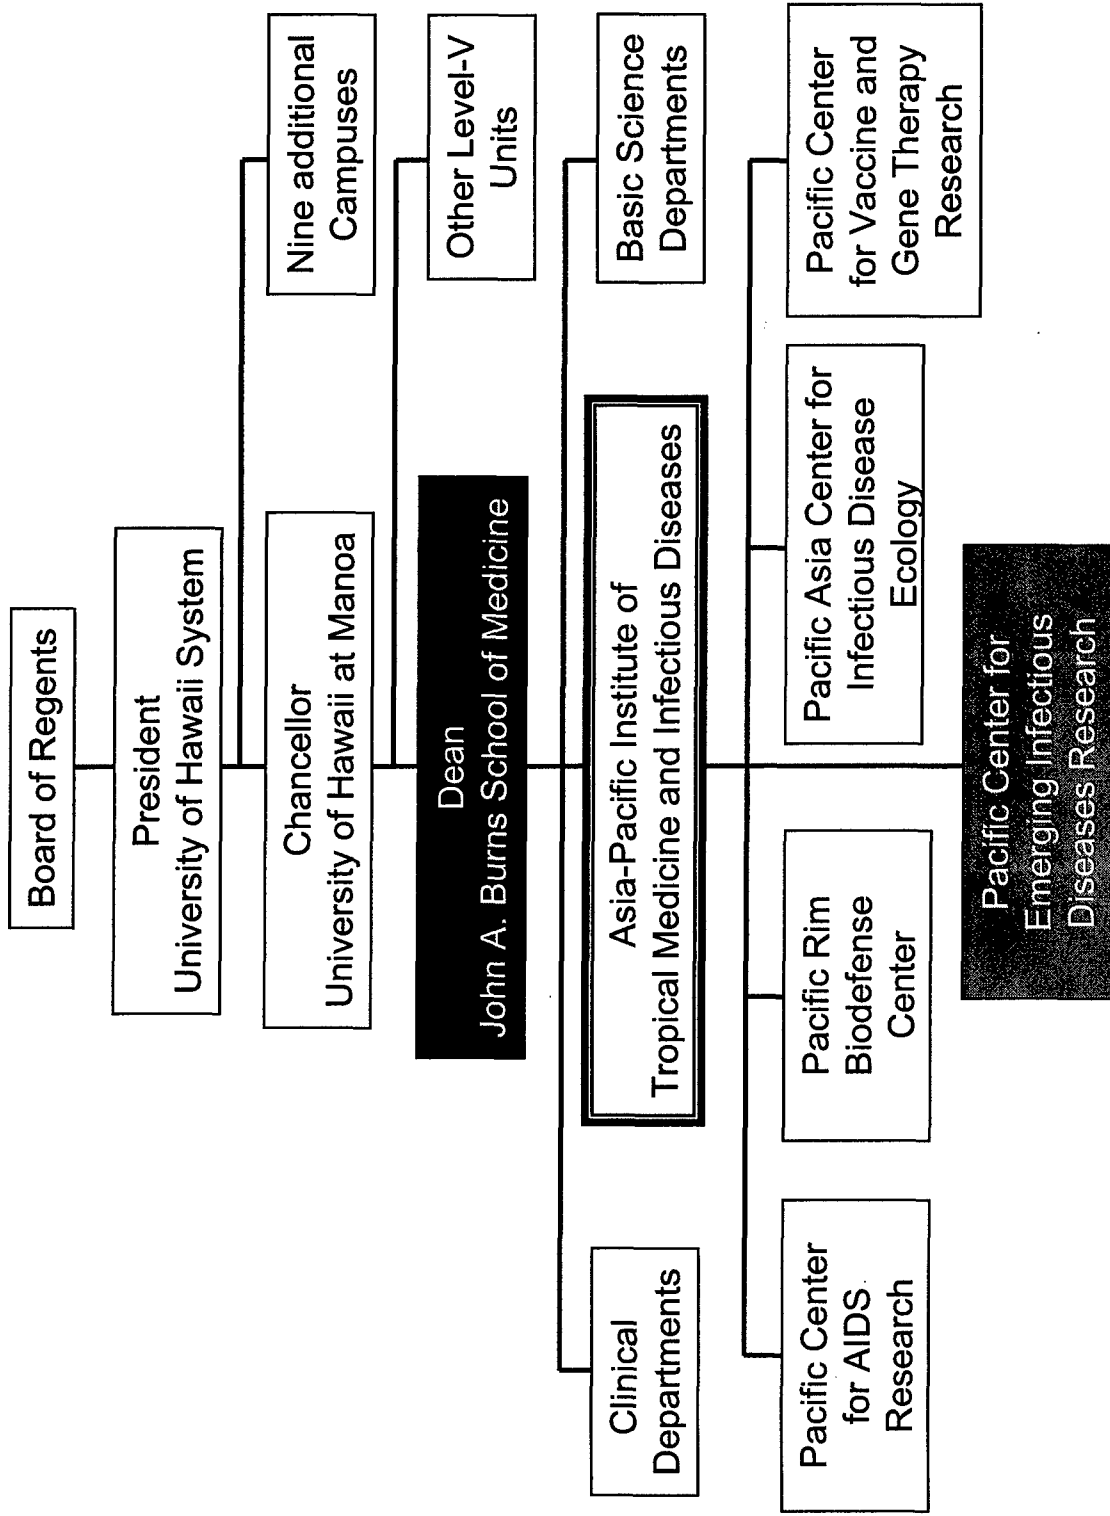 Board of Regents
President
University of Hawaii System
Chancellor
University of Hawaii at Manoa
Nine additional
Campuses
Dean
John A. Burns School of Medicine
Other Level-V
Units
Clinical
Departments
Asia-Pacific Institute of
Tropical Medicine and Infectious Diseases
Basic Science
Departments
Pacific Center
for AIDS
Research
Pacific Rim
Biodefense
Center
Pacific Asia Center for
Infectious Disease
Ecology
Pacific Center
for Vaccine and
Gene Therapy
Research
Pacific Center for
Emerging Infectious
Diseases Research